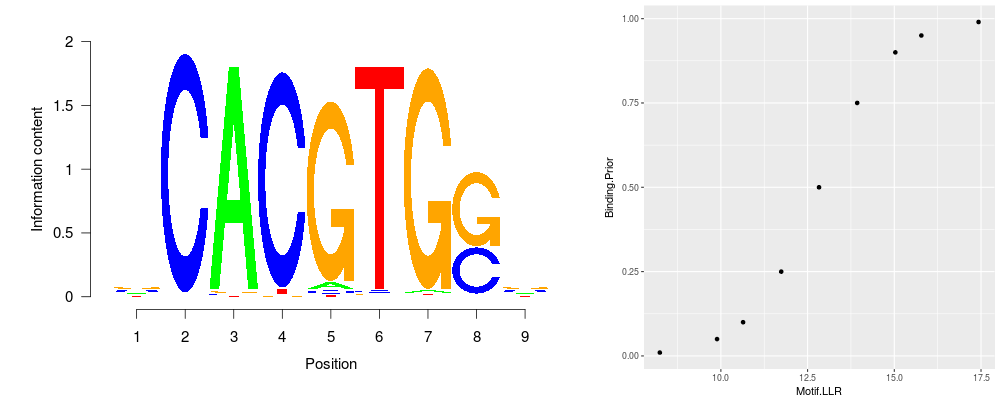 2
1.5
1
0.5
0
Information content
CACGTGG
C
1 2 3 4 5 6 7 8 9
Position
1.00
0.75
0.50
0.25
0.00
Binding.Prior
10.0 12.5 15.0 17.5
Motif.LLR